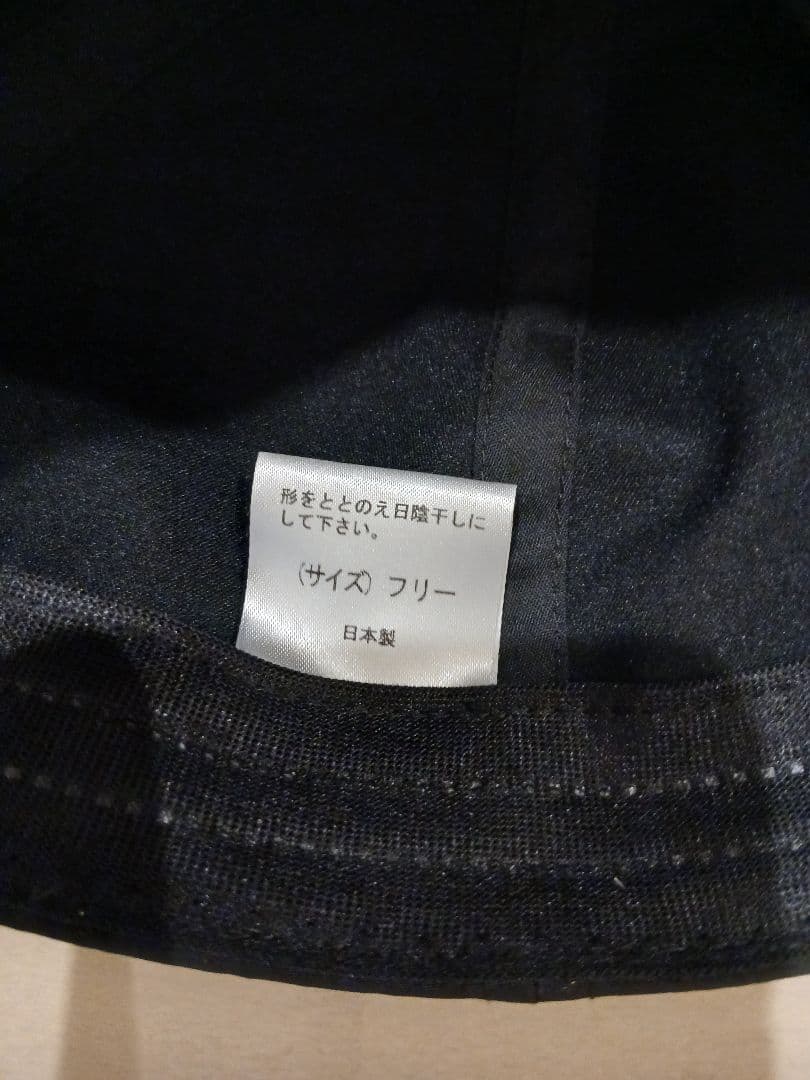 形をととのえ日陰干しに
して下さい。
（サイズ）フリー
日本製